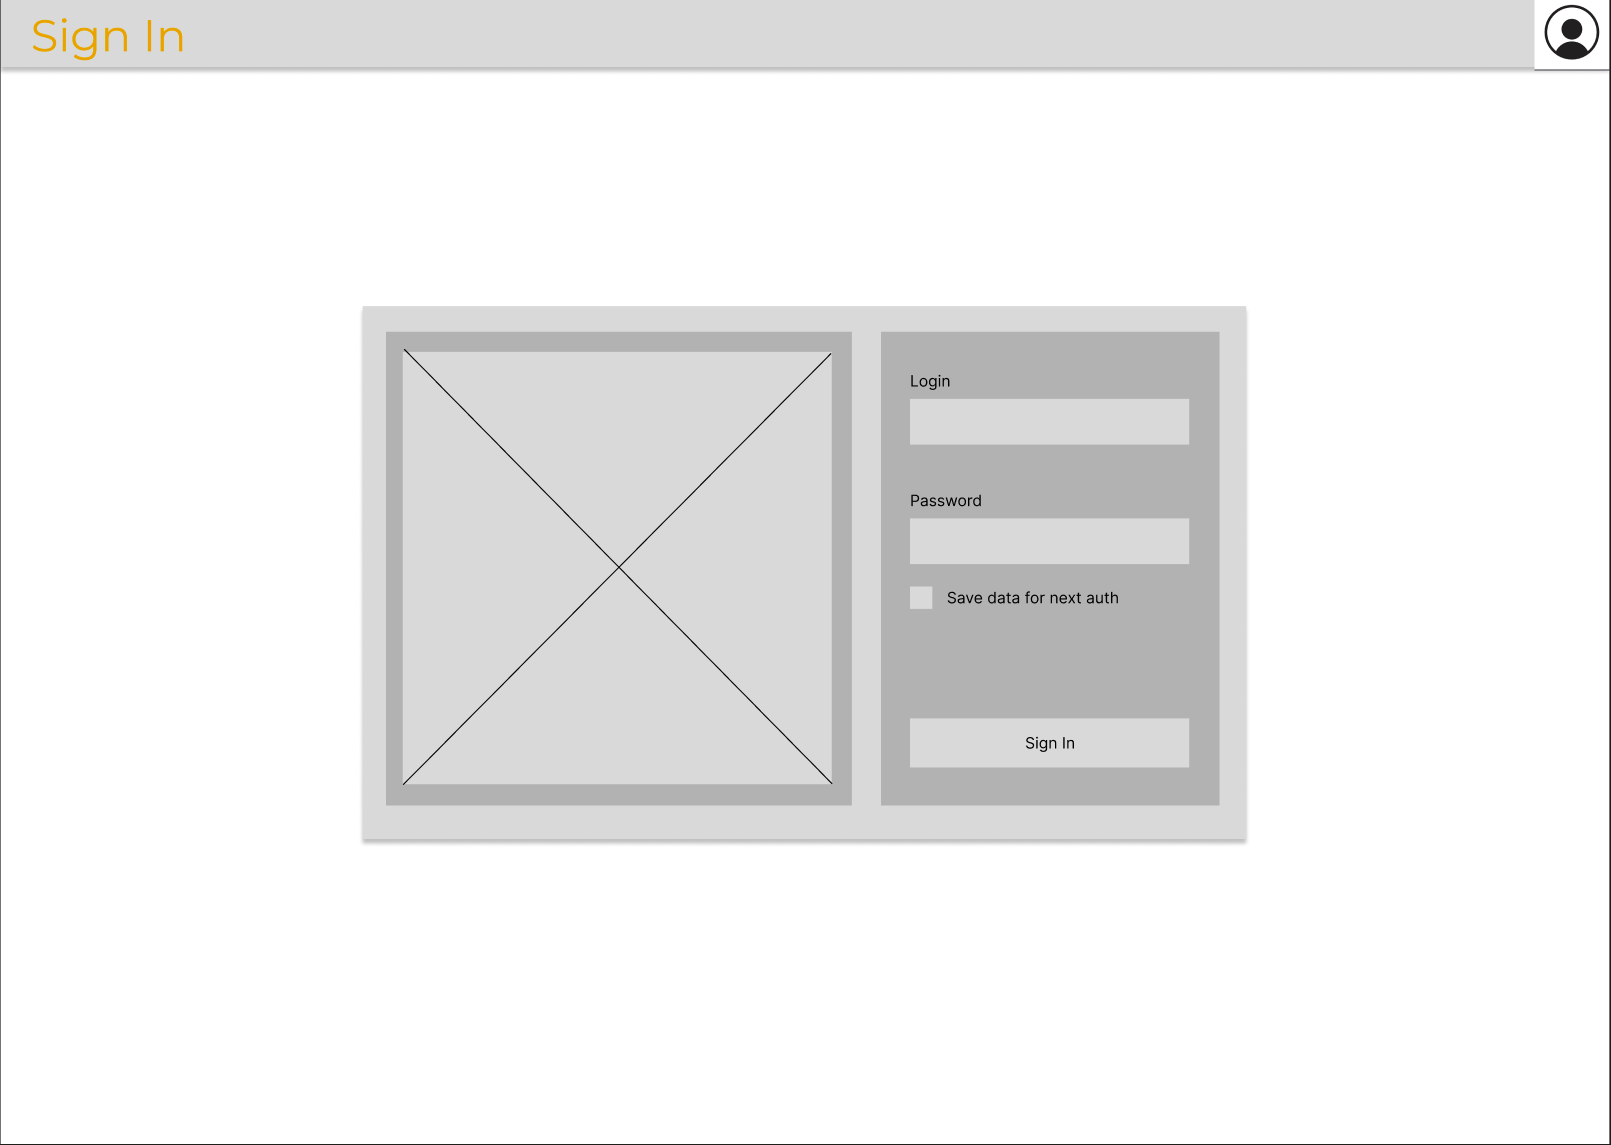 Sign In
Login
Password
Save data for next auth
Sign In